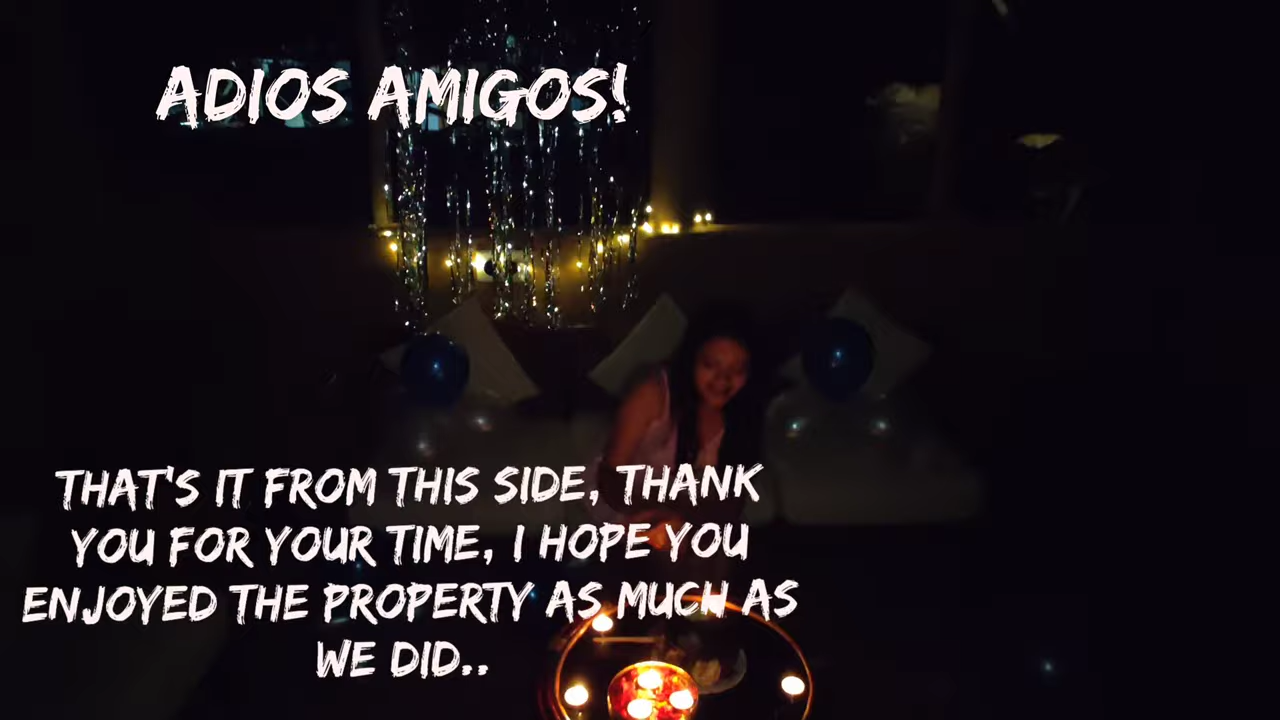 ADIOS AMIGOS!
THAT'S IT FROM THIS SIDE, THANK
YOU FOR YOUR TIME, I HOPE YOU
ENJOYED THE PROPERTY AS MUCH AS
WE DID..